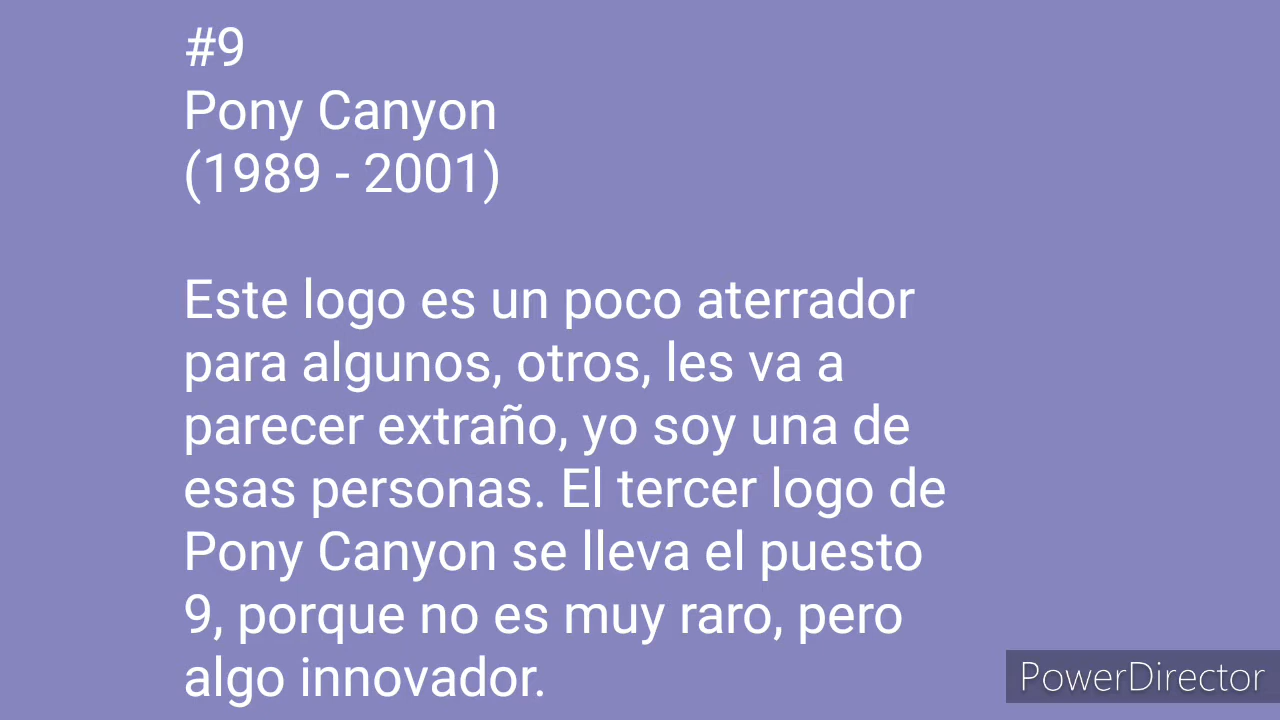 #9
Pony Canyon
(1989 - 2001)
Este logo es un poco aterrador
para algunos, otros, les va a
parecer extraño, yo soy una de
esas personas. El tercer logo de
Pony Canyon se lleva el puesto
9, porque no es muy raro, pero
algo innovador.
PowerDirector